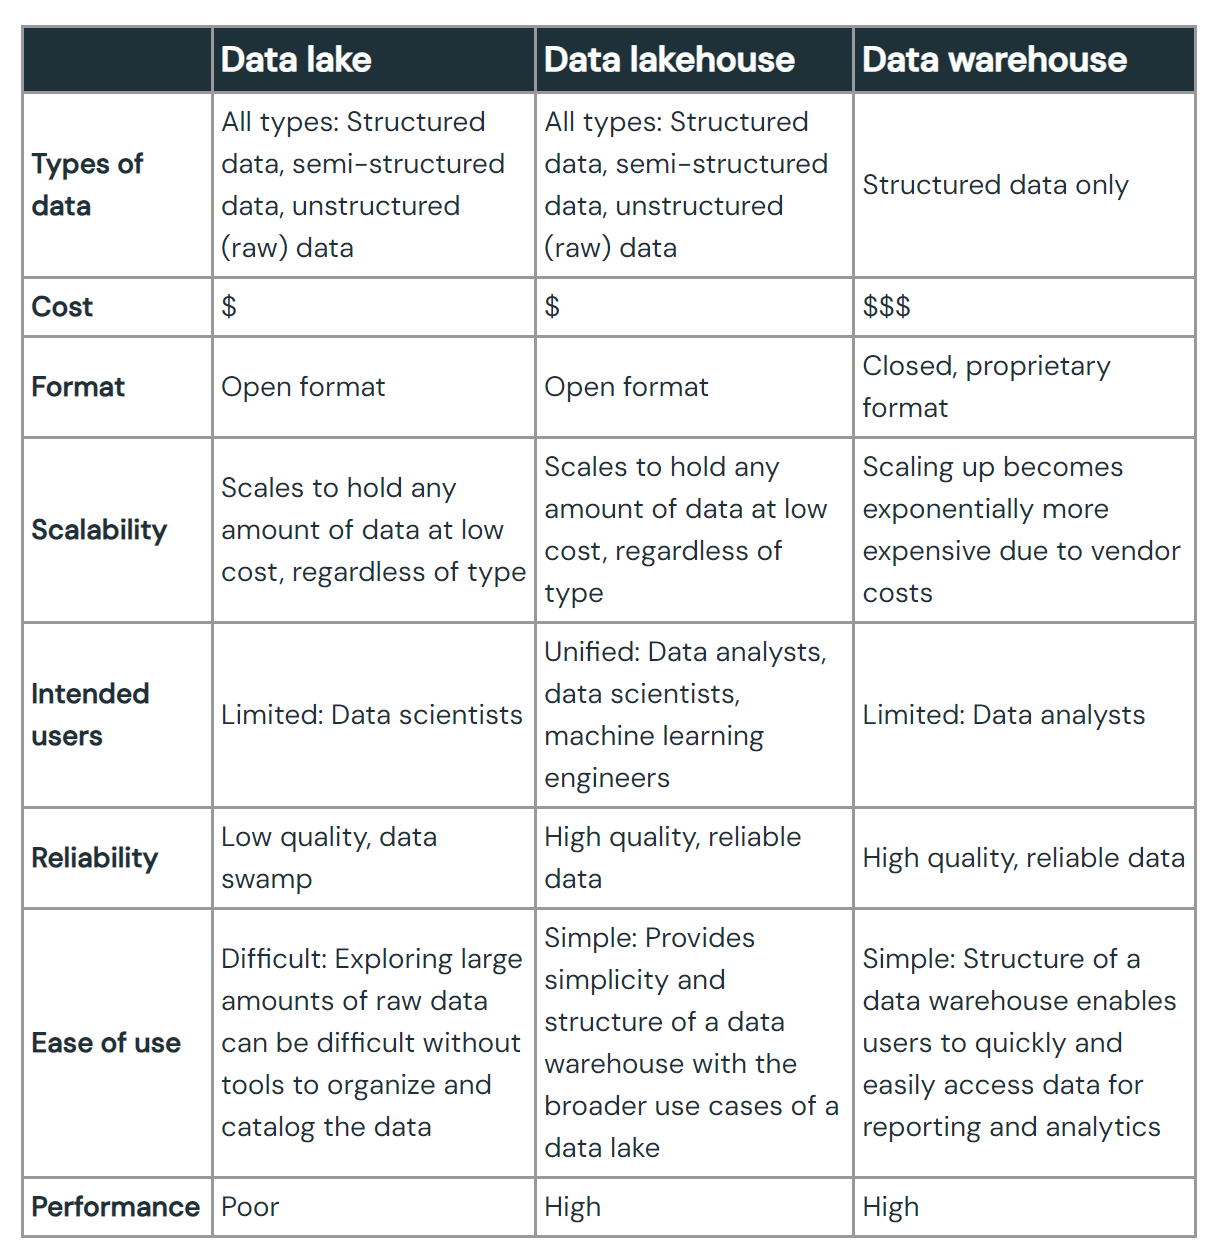 Data lake
Data lakehouse
Data warehouse
Types of
data
All types: Structured
data, semi-structured
data, unstructured
(raw) data
All types: Structured
data, semi-structured
data, unstructured
(raw) data
Structured data only
Cost
$
$
$$$
Format
Open format
Open format
Closed, proprietary
format
Scalability
Scales to hold any
amount of data at low
cost, regardless of type
Scales to hold any
amount of data at low
cost, regardless of
type
Scaling up becomes
exponentially more
expensive due to vendor
costs
Intended
users
Limited: Data scientists
Unified: Data analysts,
data scientists,
machine learning
engineers
Limited: Data analysts
Reliability
Low quality, data
swamp
High quality, reliable
data
High quality, reliable data
Ease of use
Difficult: Exploring large
amounts of raw data
can be difficult without
tools to organize and
catalog the data
Simple: Provides
simplicity and
structure of a data
warehouse with the
broader use cases of a
data lake
Simple: Structure of a
data warehouse enables
users to quickly and
easily access data for
reporting and analytics
Performance
Poor
High
High